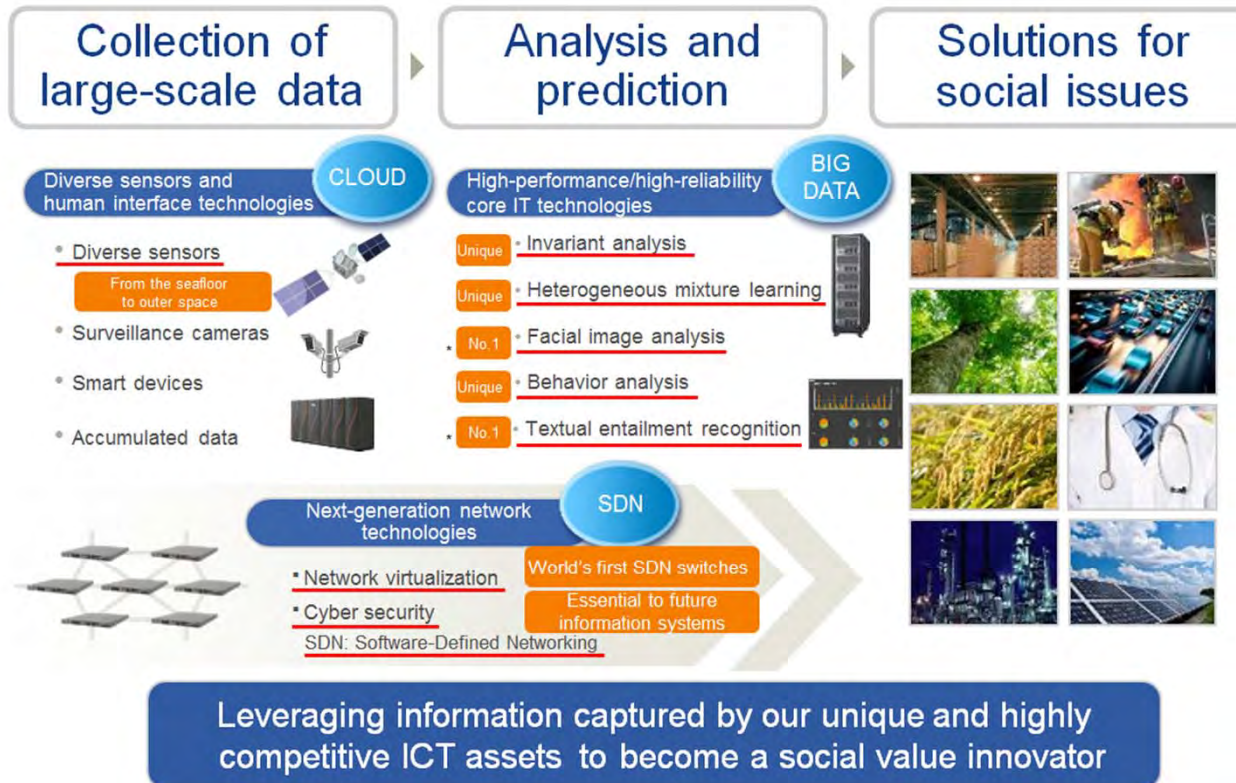 Collection of
large-scale data
Analysis and
prediction
Solutions for
social issues
Diverse sensors and
human interface technologies
CLOUD
• Diverse sensors
From the seafloor
to outer space
• Surveillance cameras
• Smart devices
• Accumulated data
High-performance/high-reliability
core IT technologies
BIG
DATA
Unique • Invariant analysis
Unique • Heterogeneous mixture learning
* No.1 • Facial image analysis
Unique • Behavior analysis
* No.1 • Textual entailment recognition
Next-generation network
technologies
SDN
▪ Network virtualization
World's first SDN switches
▪ Cyber security
Essential to future
information systems
SDN: Software-Defined Networking
Leveraging information captured by our unique and highly
competitive ICT assets to become a social value innovator